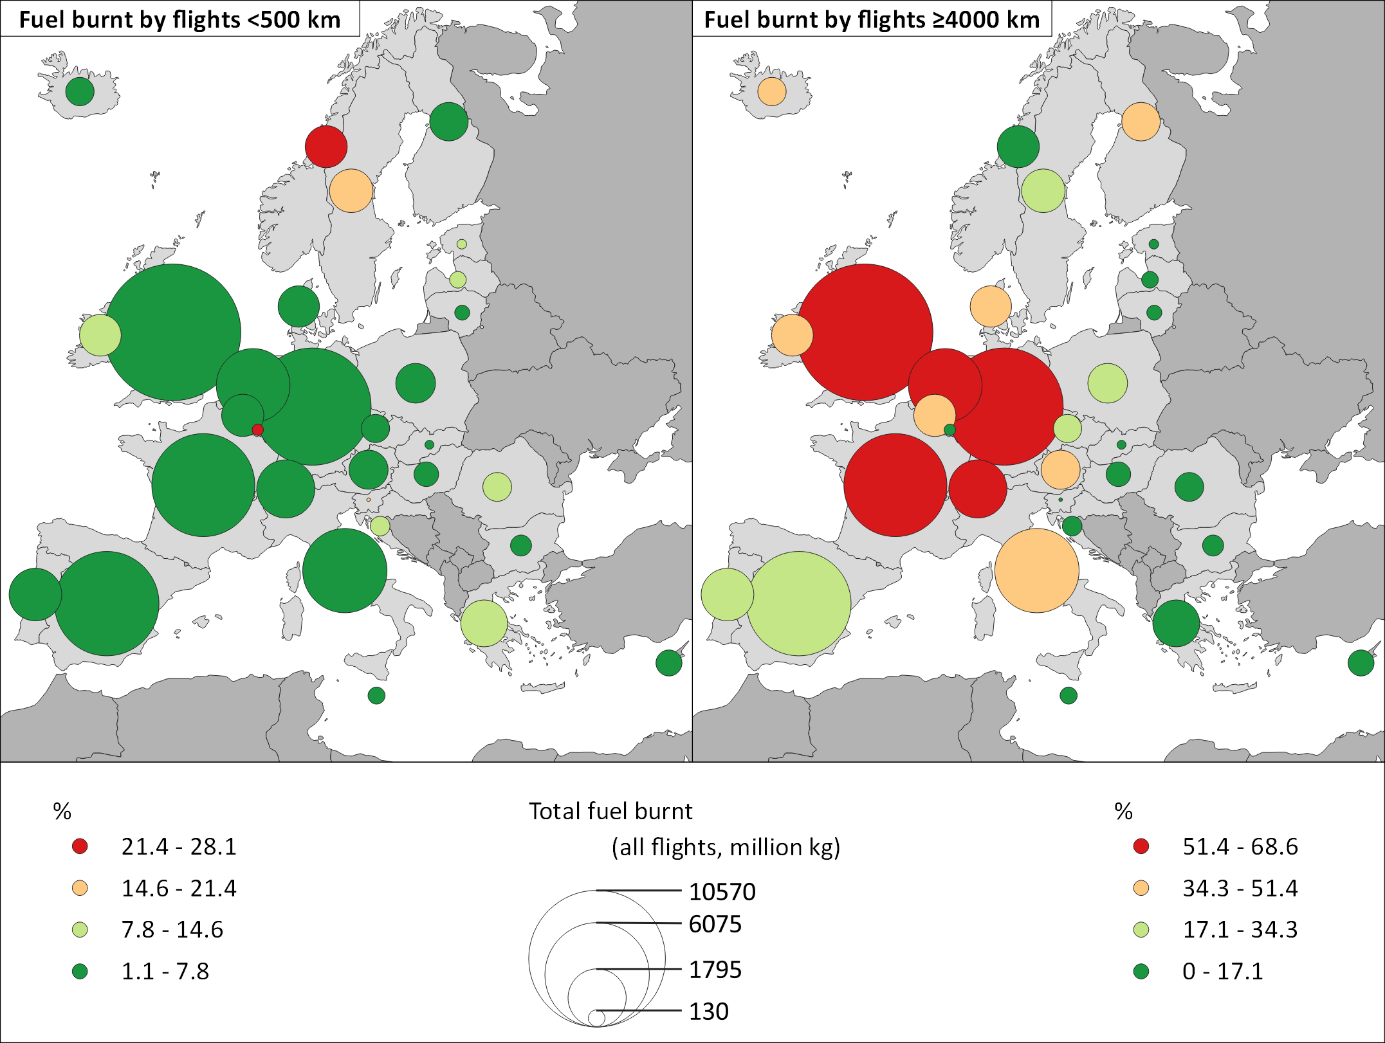 Fuel burnt by flights <500 km
Fuel burnt by flights ≥4000 km
%
21.4 - 28.1
14.6 - 21.4
7.8 - 14.6
1.1 - 7.8
Total fuel burnt
(all flights, million kg)
10570
6075
1795
130
%
51.4 - 68.6
34.3 - 51.4
17.1 - 34.3
0 - 17.1